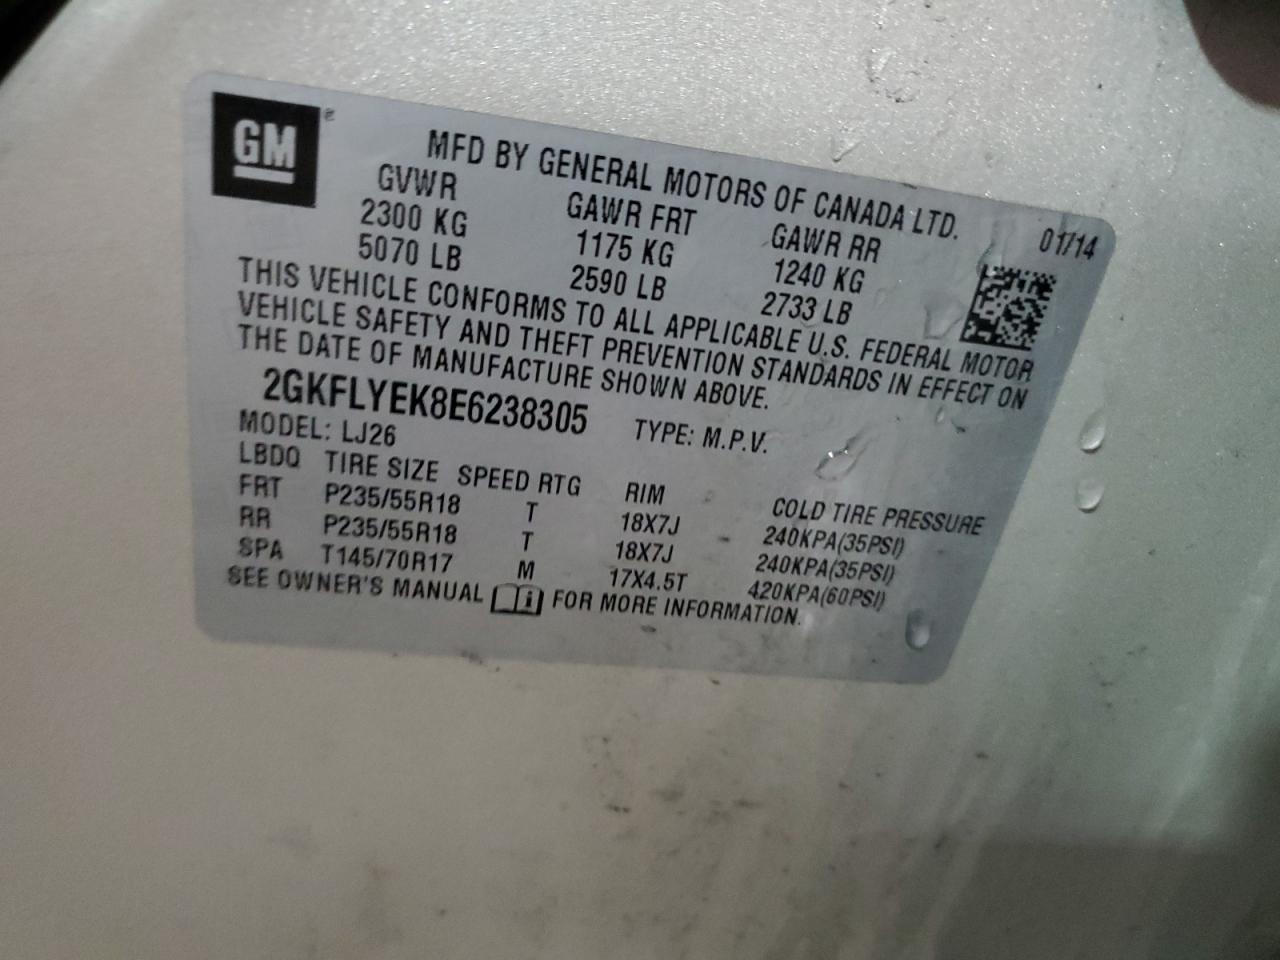 GM ®
MFD BY GENERAL MOTORS OF CANADA LTD. 01/14
GVWR GAWR FRT GAWR RR
2300 KG 1175 KG 1240 KG
5070 LB 2590 LB 2733 LB
THIS VEHICLE CONFORMS TO ALL APPLICABLE U.S. FEDERAL MOTOR
VEHICLE SAFETY AND THEFT PREVENTION STANDARDS IN EFFECT ON
THE DATE OF MANUFACTURE SHOWN ABOVE.
2GKFLYEK8E6238305 TYPE: M.P.V.
MODEL: LJ26
LBDQ TIRE SIZE SPEED RTG RIM COLD TIRE PRESSURE
FRT P235/55R18 T 18X7J 240KPA(35PSI)
RR P235/55R18 T 18X7J 240KPA(35PSI)
SPA T145/70R17 M 17X4.5T 420KPA(60PSI)
SEE OWNER'S MANUAL i FOR MORE INFORMATION.